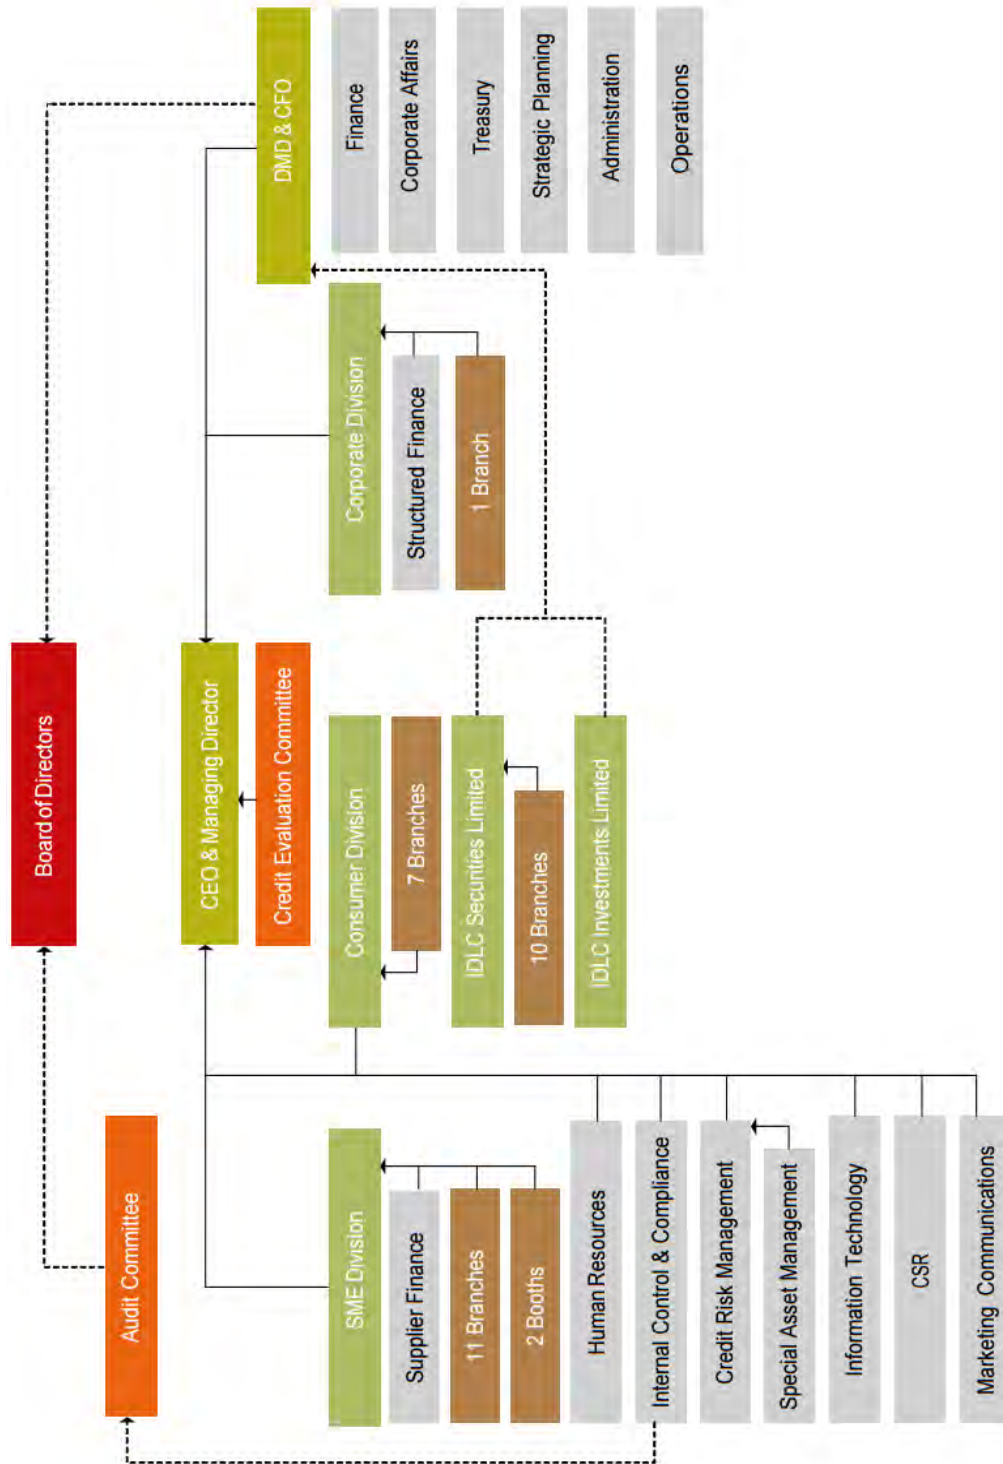 Board of Directors
Audit Committee
CEO & Managing Director
Credit Evaluation Committee
DMD & CFO
SME Division
Supplier Finance
11 Branches
2 Booths
Human Resources
Internal Control & Compliance
Credit Risk Management
Special Asset Management
Information Technology
CSR
Marketing Communications
Consumer Division
7 Branches
IDLC Securities Limited
10 Branches
IDLC Investments Limited
Corporate Division
Structured Finance
1 Branch
Finance
Corporate Affairs
Treasury
Strategic Planning
Administration
Operations